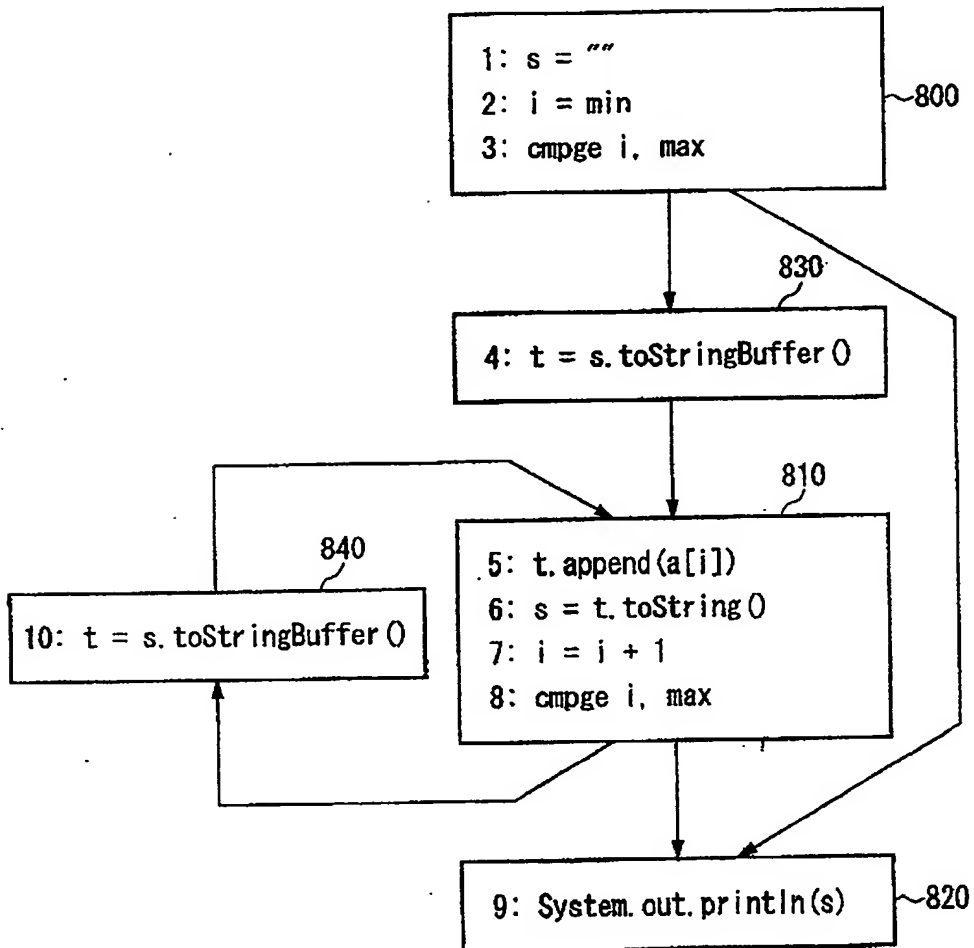 1: s = ""
2: i = min
3: cmpge i, max
800
830
4: t = s.toStringBuffer()
810
5: t.append(a[i])
6: s = t.toString()
7: i = i + 1
8: cmpge i, max
840
10: t = s.toStringBuffer()
9: System.out.println(s)
820